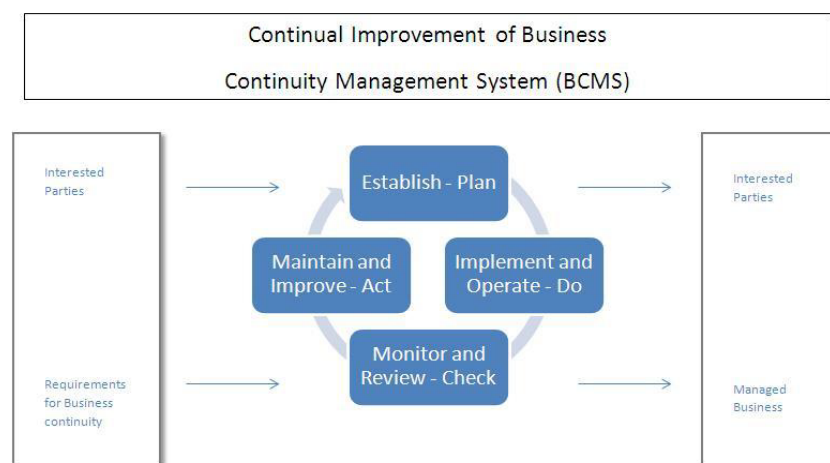 Continual Improvement of Business
Continuity Management System (BCMS)
Interested
Parties
Requirements
for Business
continuity
Establish - Plan
Implement and
Operate - Do
Monitor and
Review - Check
Maintain and
Improve - Act
Interested
Parties
Managed
Business